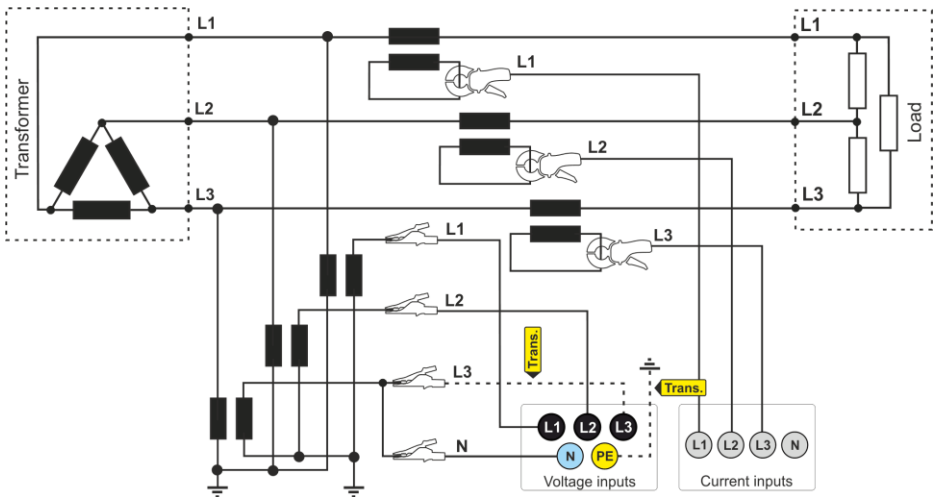 L1
L1
L1
L2
L2
L2
L3
L3
L3
Transformer
Load
L1
L2
L3
N
Trans.
Trans.
L1
L2
L3
N
PE
Voltage inputs
L1
L2
L3
N
Current inputs